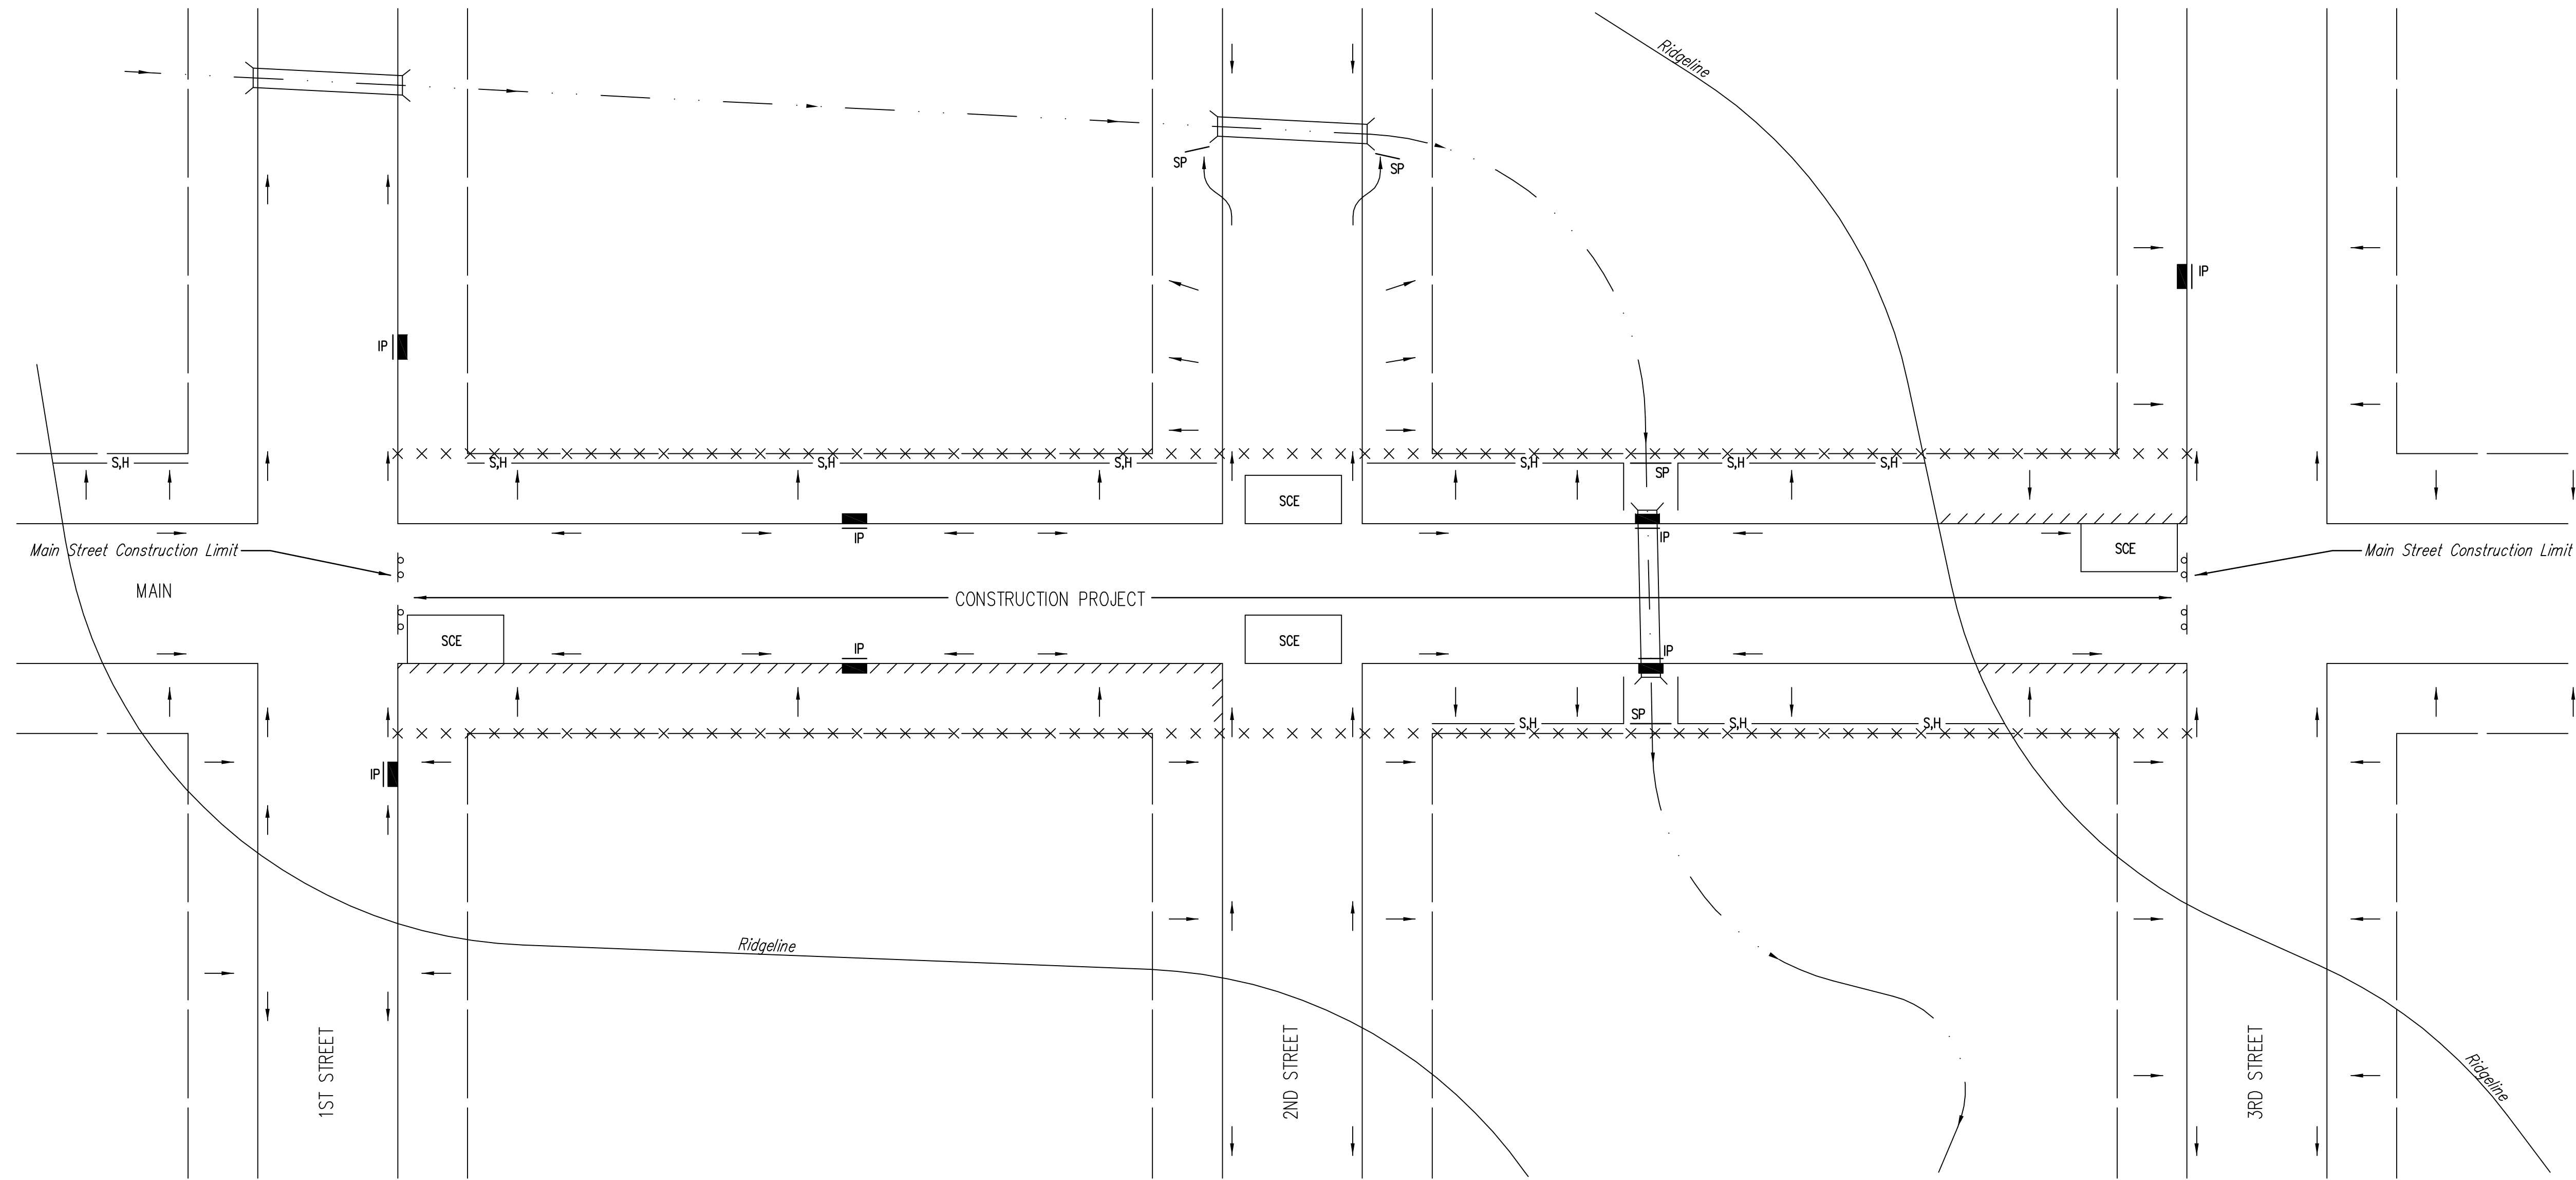 Ridgeline
SP
SP
IP
IP
S,H
S,H
S,H
S,H
S,H
S,H
S,H
SP
SCE
IP
IP
Main Street Construction Limit
SCE
Main Street Construction Limit
MAIN
CONSTRUCTION PROJECT
SCE
SCE
IP
IP
S,H
SP
S,H
S,H
IP
Ridgeline
1ST STREET
2ND STREET
3RD STREET
Ridgeline